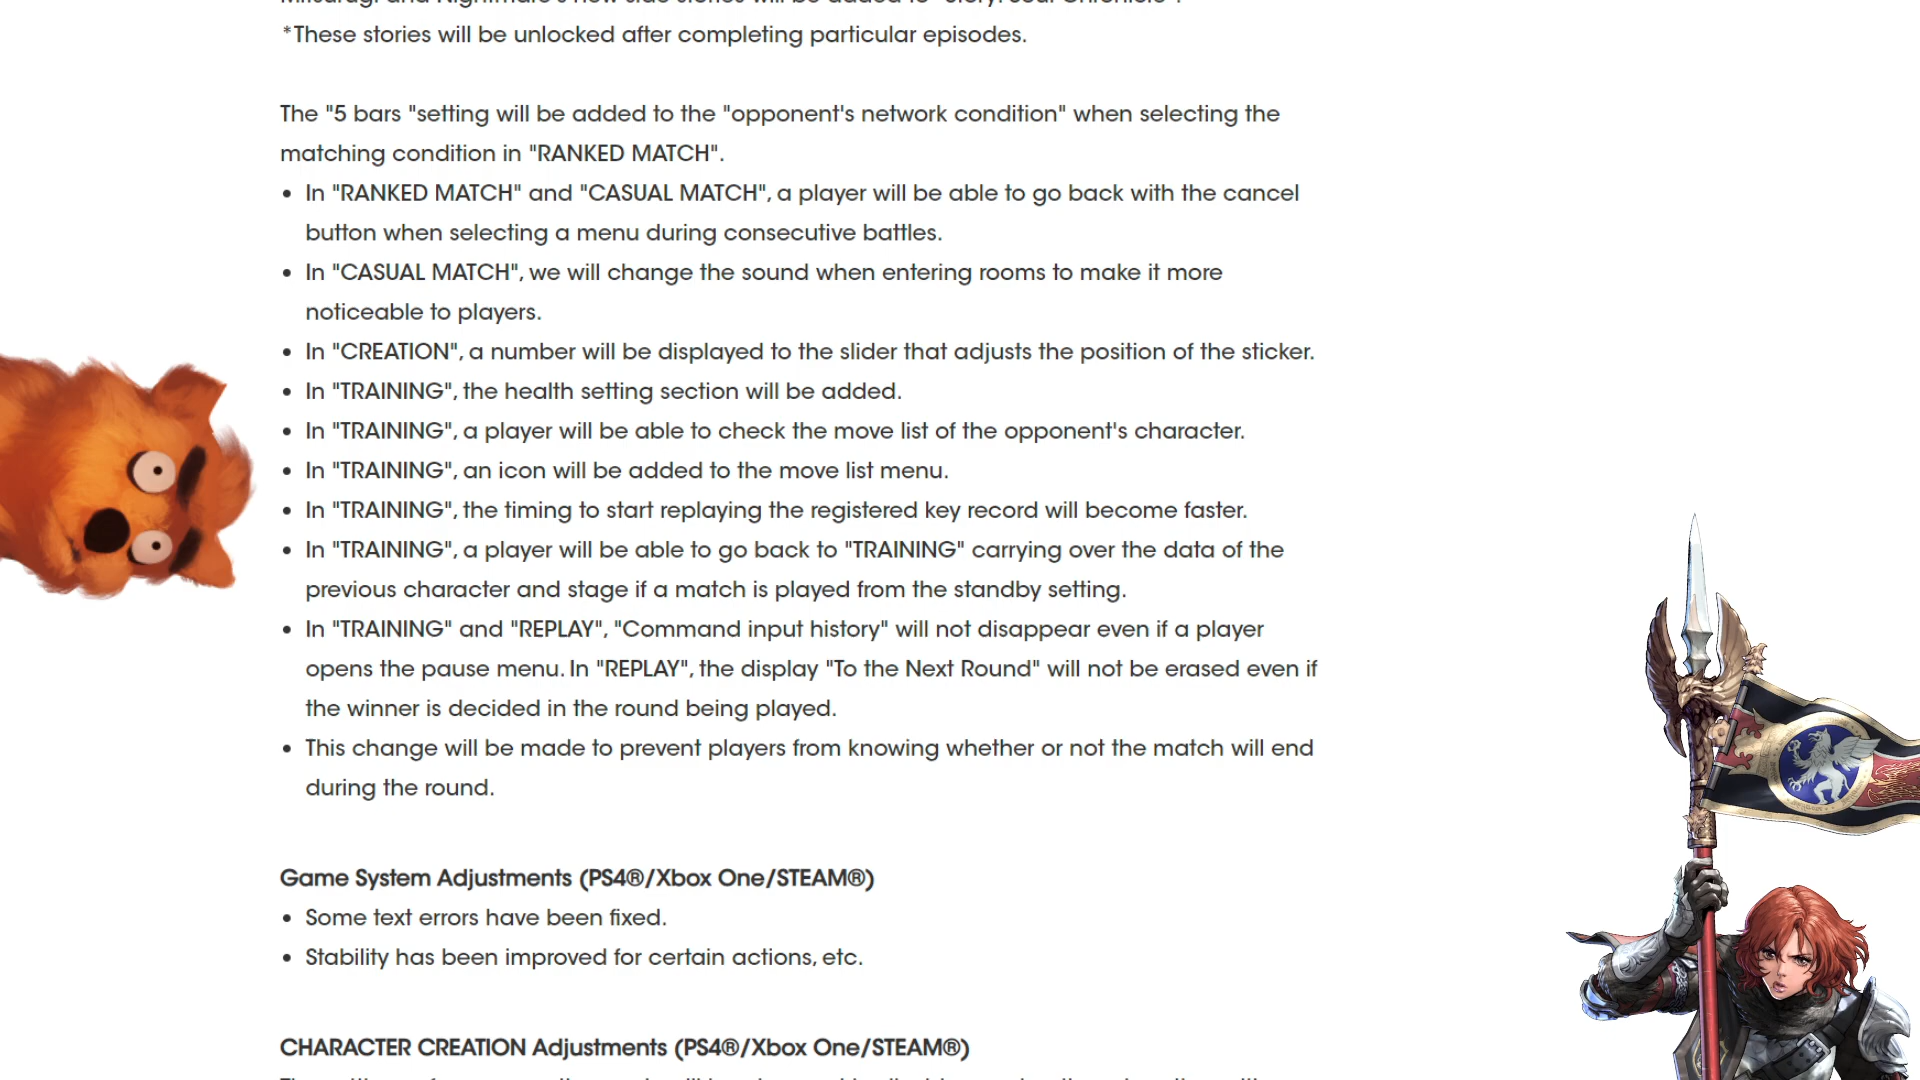 Mitsurugi and Nightmare's new side stories will be added to "Story: Soul Chronicle".
*These stories will be unlocked after completing particular episodes.
The "5 bars "setting will be added to the "opponent's network condition" when selecting the
matching condition in "RANKED MATCH".
• In "RANKED MATCH" and "CASUAL MATCH", a player will be able to go back with the cancel
button when selecting a menu during consecutive battles.
• In "CASUAL MATCH", we will change the sound when entering rooms to make it more
noticeable to players.
• In "CREATION", a number will be displayed to the slider that adjusts the position of the sticker.
• In "TRAINING", the health setting section will be added.
• In "TRAINING", a player will be able to check the move list of the opponent's character.
• In "TRAINING", an icon will be added to the move list menu.
• In "TRAINING", the timing to start replaying the registered key record will become faster.
• In "TRAINING", a player will be able to go back to "TRAINING" carrying over the data of the
previous character and stage if a match is played from the standby setting.
• In "TRAINING" and "REPLAY", "Command input history" will not disappear even if a player
opens the pause menu. In "REPLAY", the display "To the Next Round" will not be erased even if
the winner is decided in the round being played.
• This change will be made to prevent players from knowing whether or not the match will end
during the round.
Game System Adjustments (PS4®/Xbox One/STEAM®)
• Some text errors have been fixed.
• Stability has been improved for certain actions, etc.
CHARACTER CREATION Adjustments (PS4®/Xbox One/STEAM®)